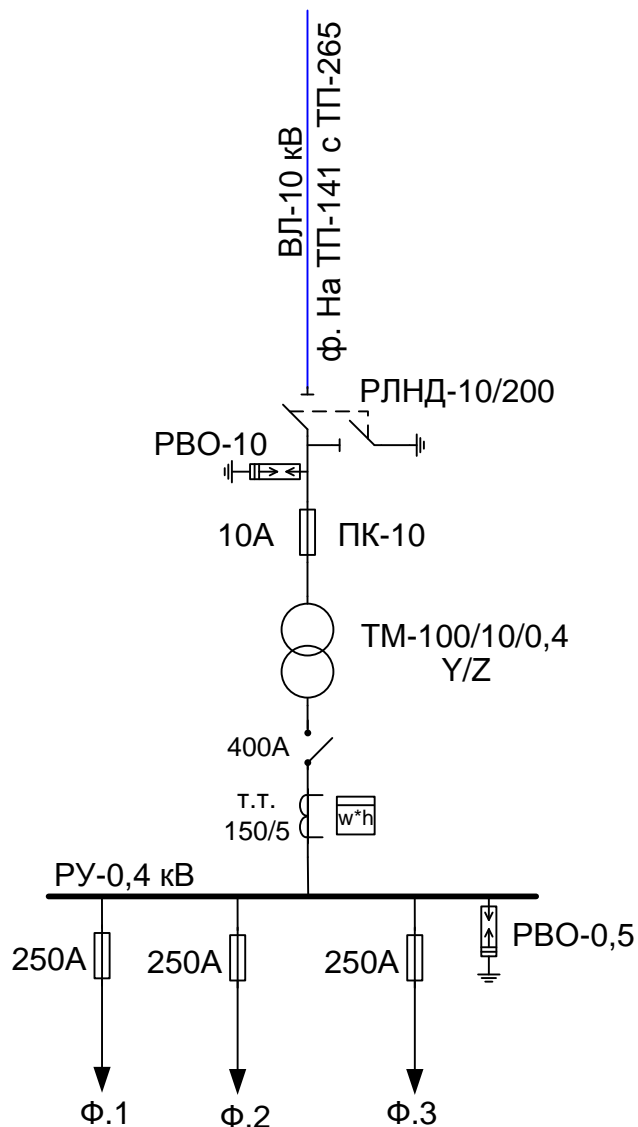 ВЛ-10 кВ
ф. На ТП-141 с ТП-265
РЛНД-10/200
РВО-10
10А
ПК-10
ТМ-100/10/0,4
Y/Z
400А
т.т.
150/5
w*h
РУ-0,4 кВ
250А
250А
250А
РВО-0,5
Ф.1
Ф.2
Ф.3